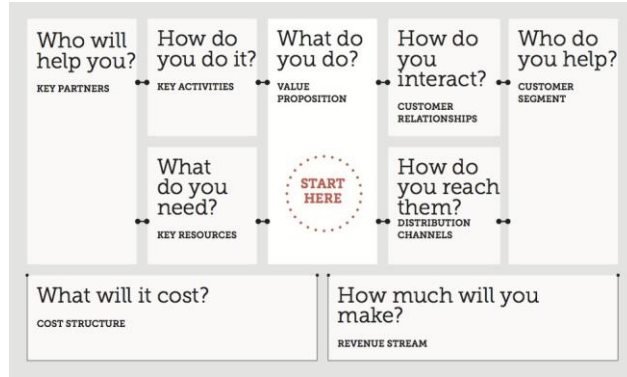 Who will
help you?
KEY PARTNERS
How do
you do it?
KEY ACTIVITIES
What
do you
need?
KEY RESOURCES
What do
you do?
VALUE
PROPOSITION
START
HERE
How do
you
interact?
CUSTOMER
RELATIONSHIPS
How do
you reach
them?
DISTRIBUTION
CHANNELS
Who do
you help?
CUSTOMER
SEGMENT
What will it cost?
COST STRUCTURE
How much will you
make?
REVENUE STREAM